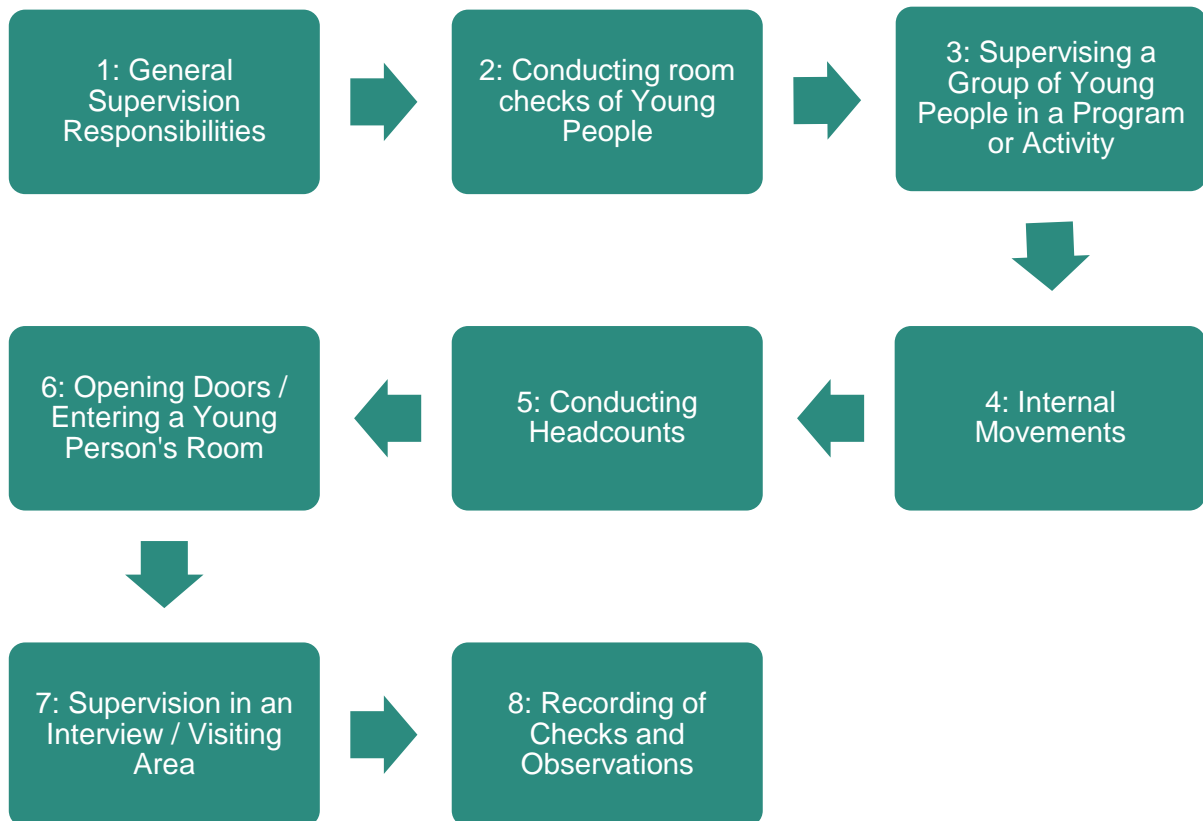 1: General
Supervision
Responsibilities
2: Conducting room
checks of Young
People
3: Supervising a
Group of Young
People in a Program
or Activity
4: Internal
Movements
5: Conducting
Headcounts
6: Opening Doors /
Entering a Young
Person's Room
7: Supervision in an
Interview / Visiting
Area
8: Recording of
Checks and
Observations